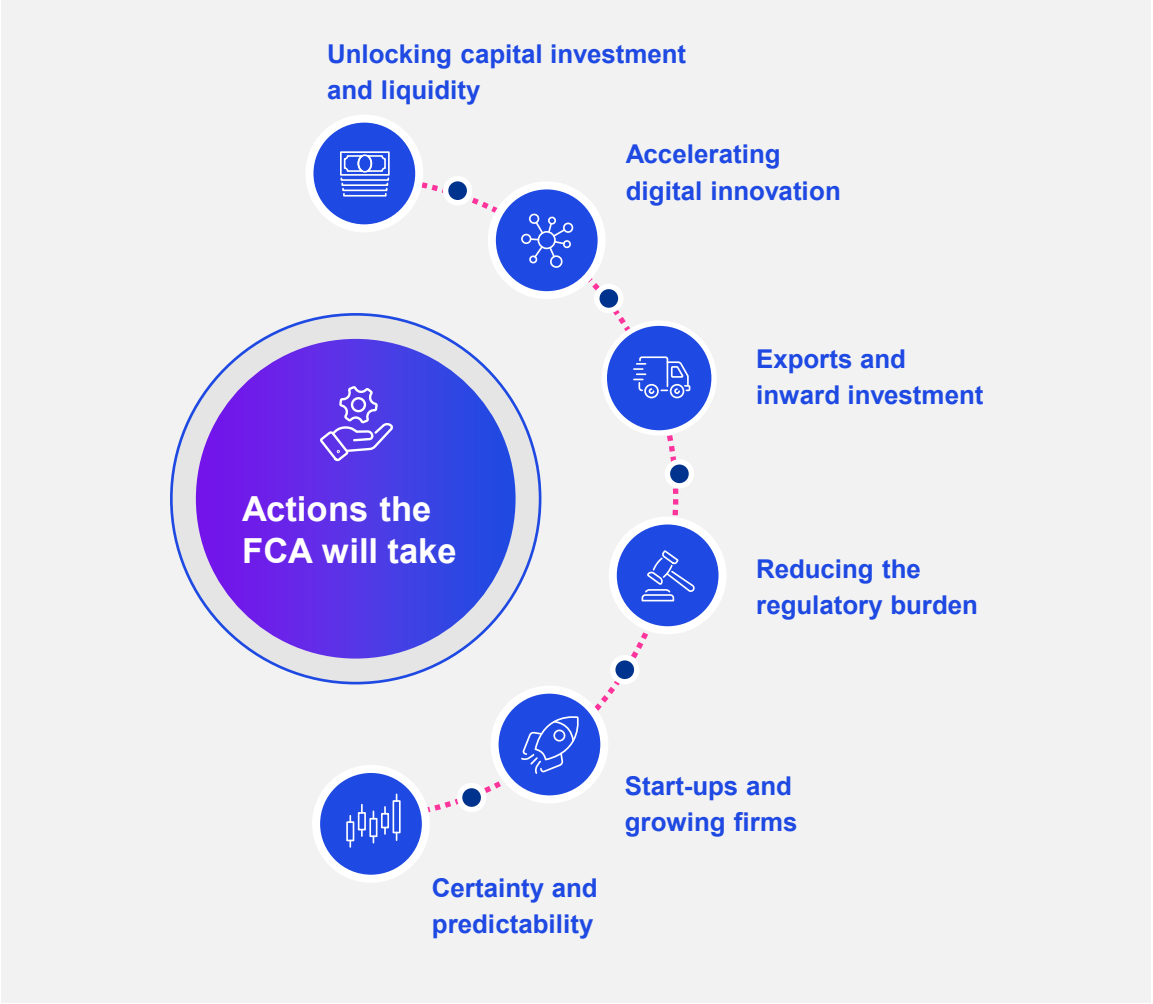 Unlocking capital investment
and liquidity
Accelerating
digital innovation
Exports and
inward investment
Actions the
FCA will take
Reducing the
regulatory burden
Start-ups and
growing firms
Certainty and
predictability